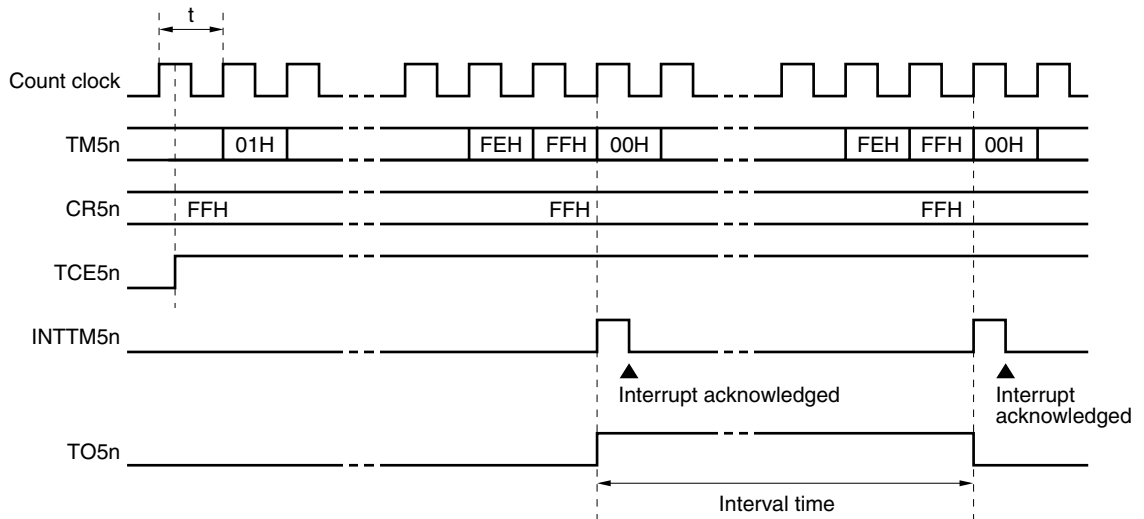 t
Count clock
TM5n 01H FEH FFH 00H FEH FFH 00H
CR5n FFH FFH FFH
TCE5n
INTTM5n
Interrupt acknowledged Interrupt
acknowledged
TO5n
Interval time